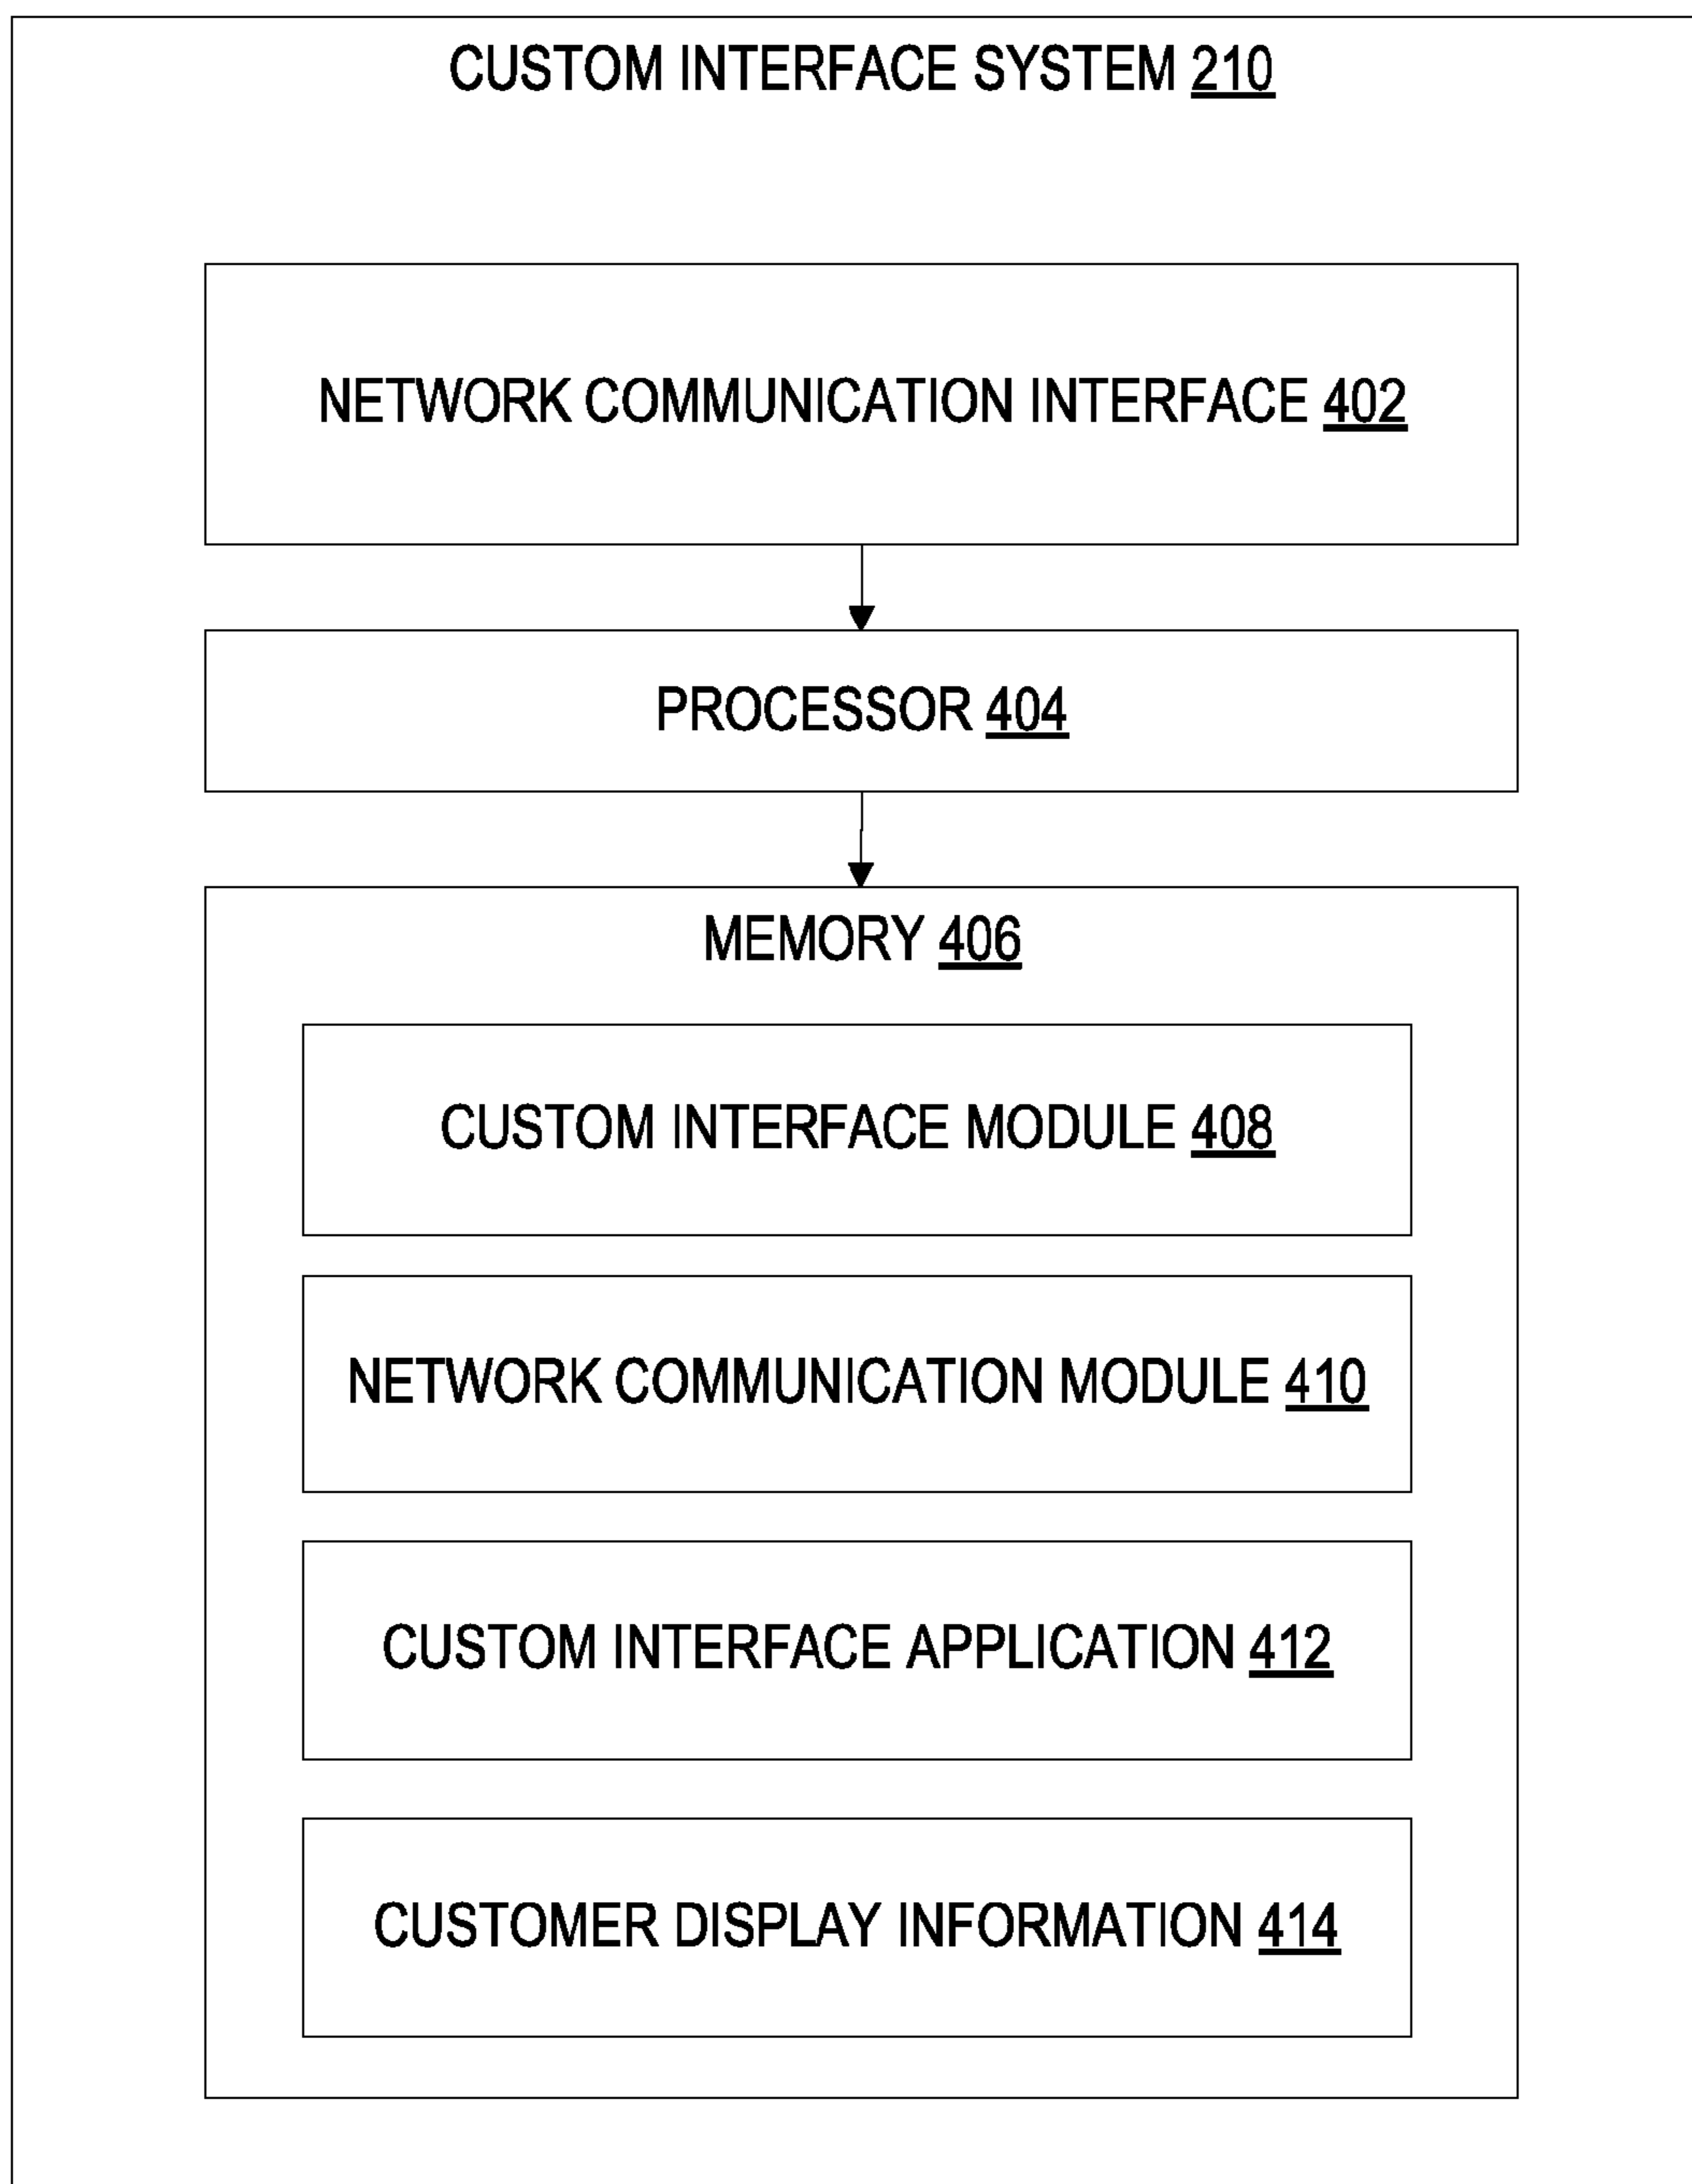 CUSTOM INTERFACE SYSTEM 210
NETWORK COMMUNICATION INTERFACE 402
PROCESSOR 404
MEMORY 406
CUSTOM INTERFACE MODULE 408
NETWORK COMMUNICATION MODULE 410
CUSTOM INTERFACE APPLICATION 412
CUSTOMER DISPLAY INFORMATION 414